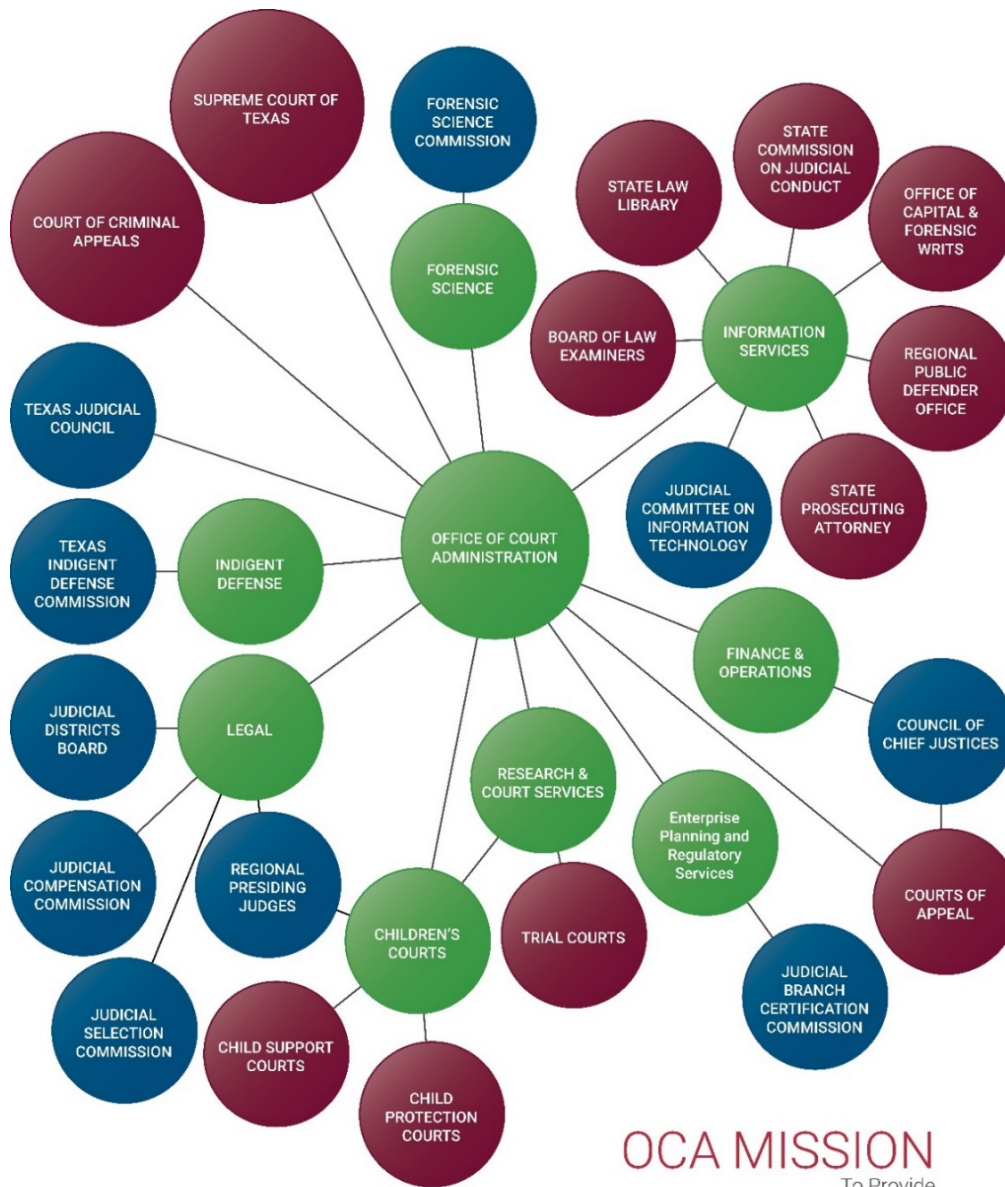 SUPREME COURT OF
TEXAS
FORENSIC
SCIENCE
COMMISSION
STATE
COMMISSION
ON JUDICIAL
CONDUCT
STATE LAW
LIBRARY
OFFICE OF
CAPITAL &
FORENSIC
WRITS
COURT OF CRIMINAL
APPEALS
FORENSIC
SCIENCE
BOARD OF LAW
EXAMINERS
INFORMATION
SERVICES
REGIONAL
PUBLIC
DEFENDER
OFFICE
TEXAS JUDICIAL
COUNCIL
JUDICIAL
COMMITTEE ON
INFORMATION
TECHNOLOGY
STATE
PROSECUTING
ATTORNEY
OFFICE OF COURT
ADMINISTRATION
TEXAS
INDIGENT
DEFENSE
COMMISSION
INDIGENT
DEFENSE
FINANCE &
OPERATIONS
JUDICIAL
DISTRICTS
BOARD
LEGAL
COUNCIL OF
CHIEF JUSTICES
RESEARCH &
COURT SERVICES
Enterprise
Planning and
Regulatory
Services
JUDICIAL
COMPENSATION
COMMISSION
REGIONAL
PRESIDING
JUDGES
CHILDREN'S
COURTS
TRIAL COURTS
COURTS OF
APPEAL
JUDICIAL
BRANCH
CERTIFICATION
COMMISSION
JUDICIAL
SELECTION
COMMISSION
CHILD SUPPORT
COURTS
CHILD
PROTECTION
COURTS
OCA MISSION
To Provide